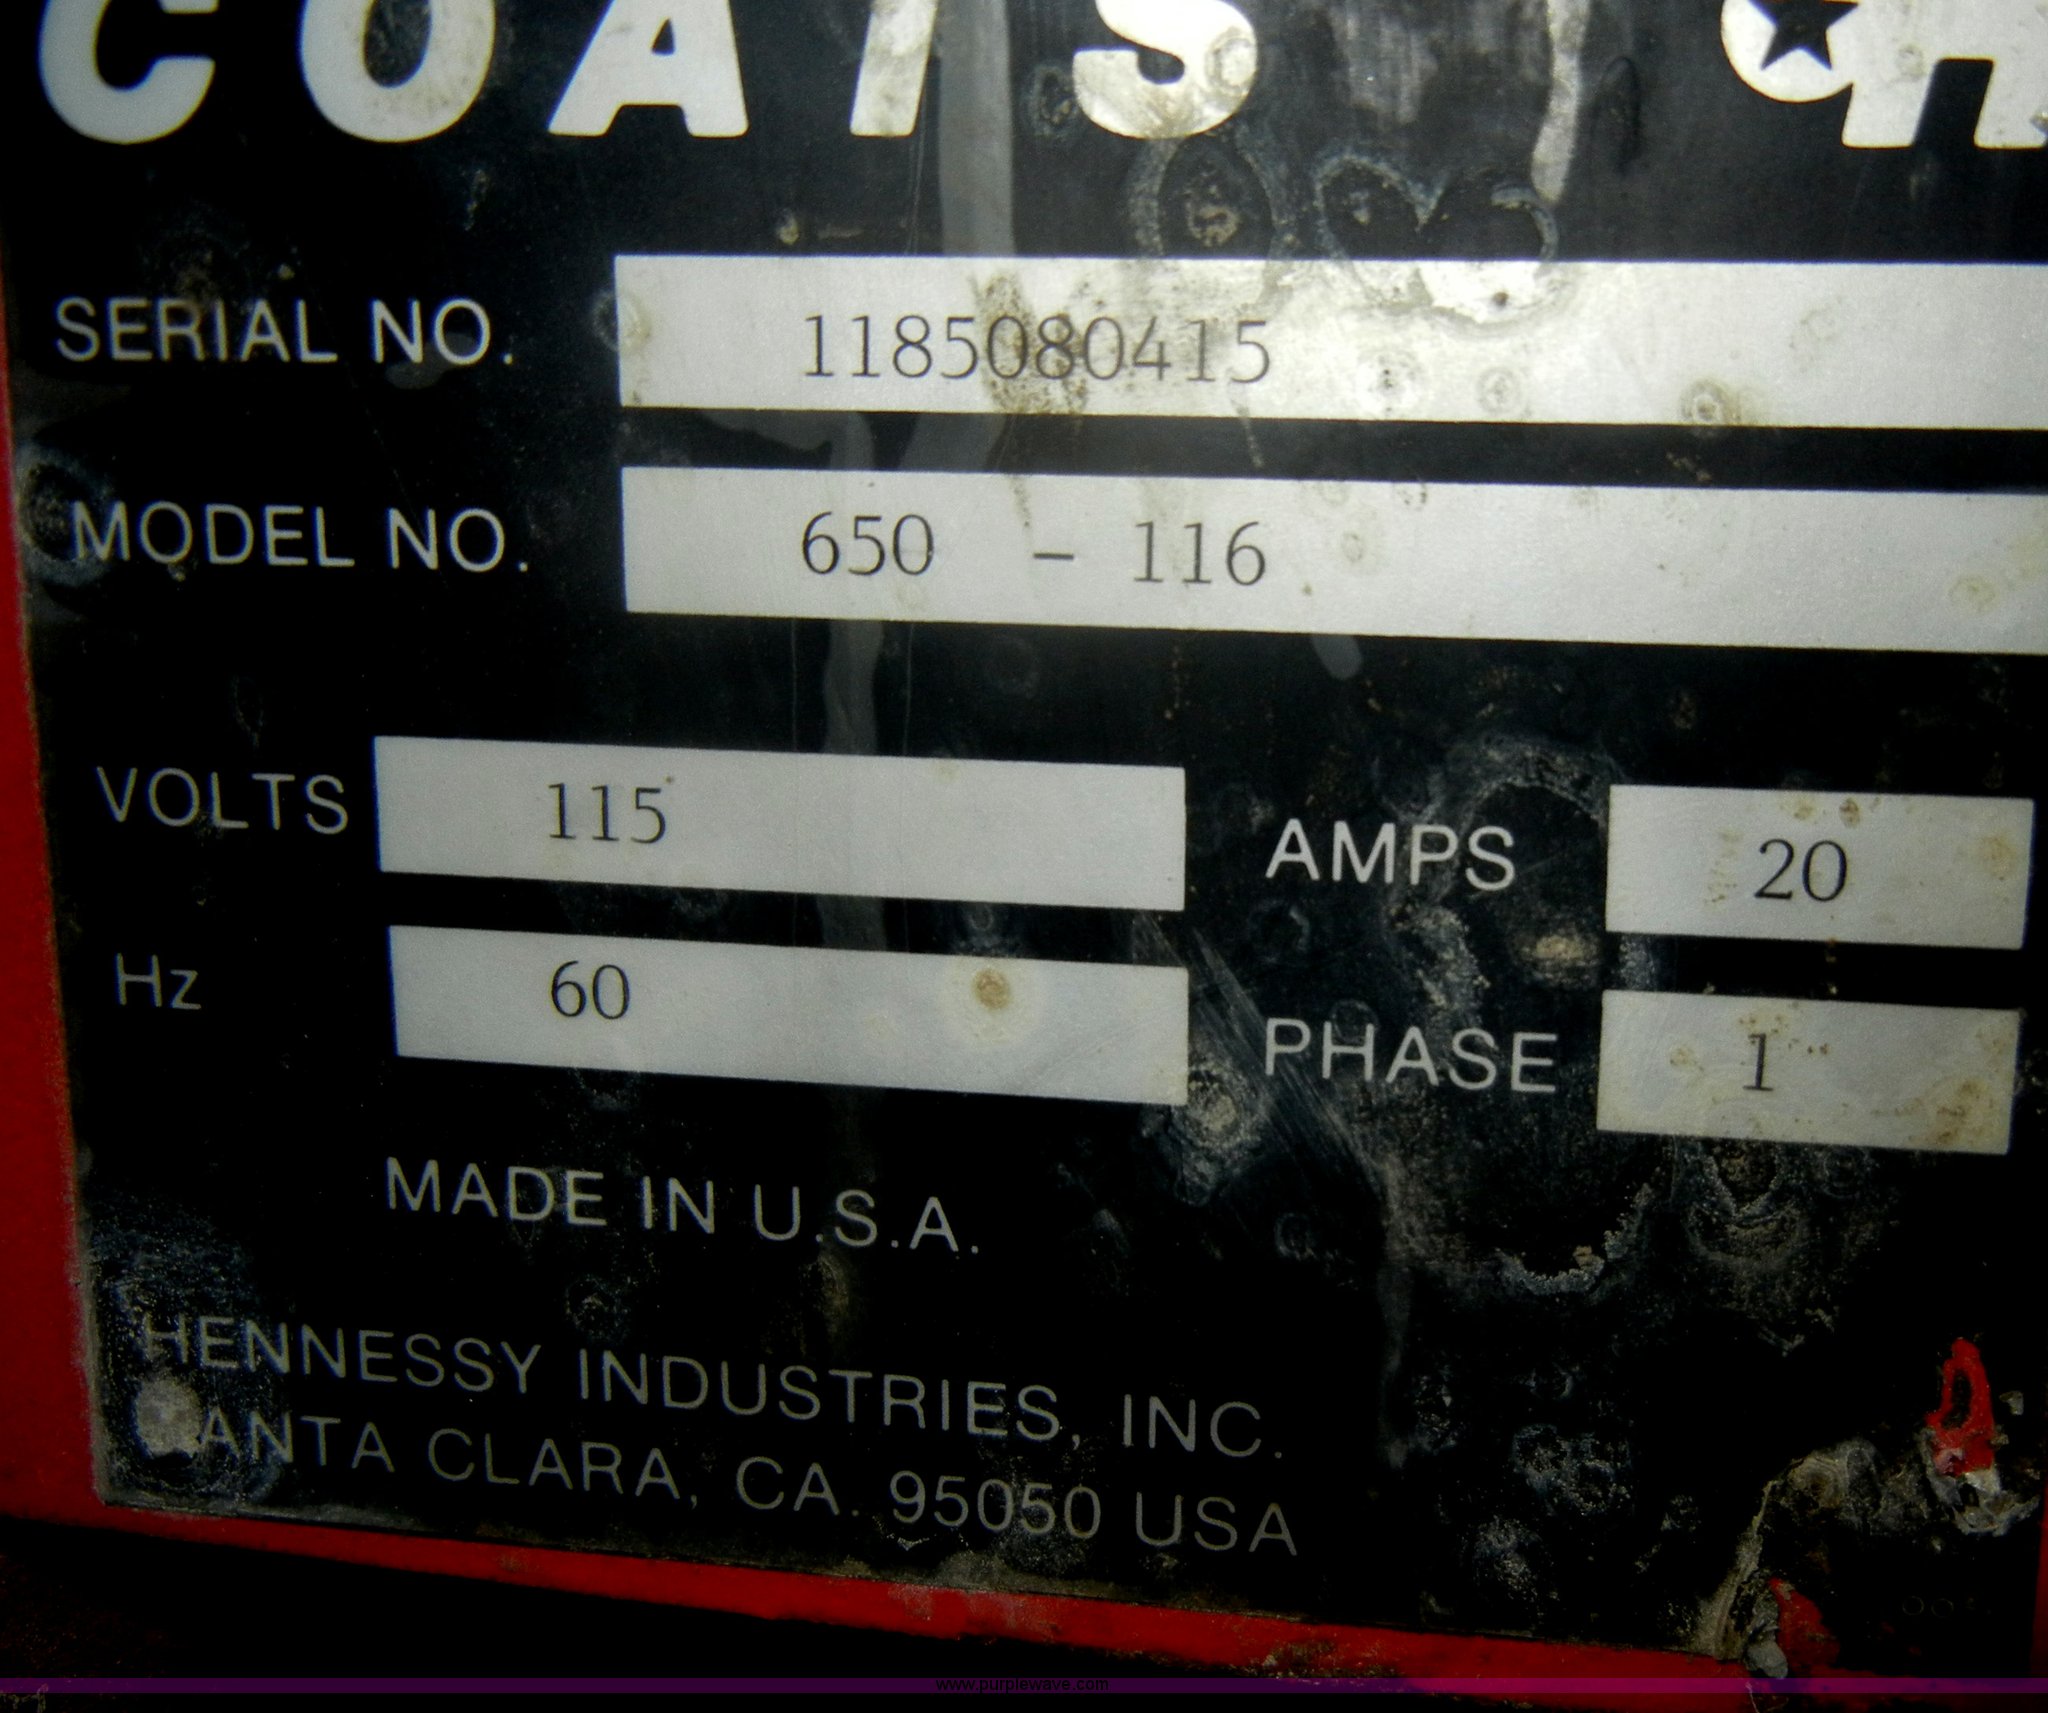 COATS
SERIAL NO. 1185080415
MODEL NO. 650 - 116
VOLTS 115 AMPS 20
Hz 60 PHASE 1
MADE IN U.S.A.
HENNESSY INDUSTRIES, INC.
SANTA CLARA, CA. 95050 USA
www.purplewave.com